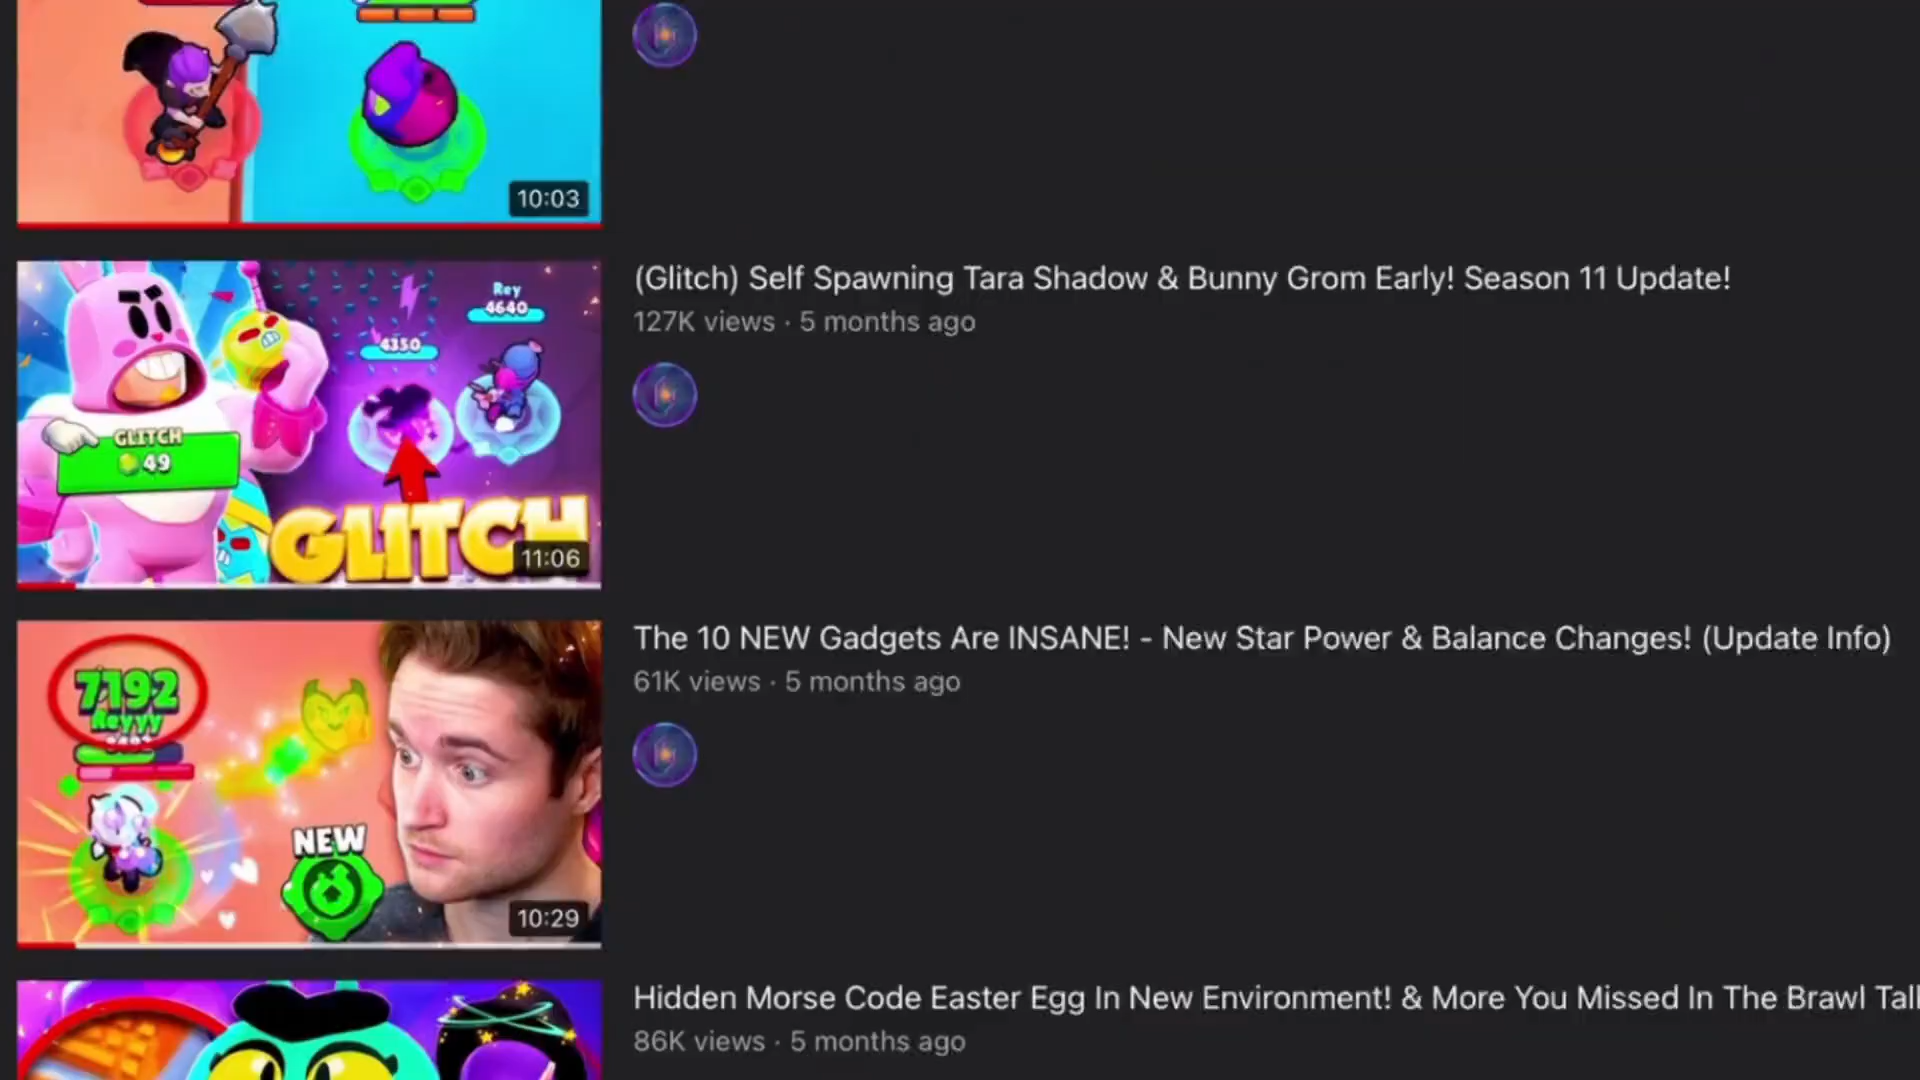 10:03
(Glitch) Self Spawning Tara Shadow & Bunny Grom Early! Season 11 Update!
127K views · 5 months ago
Rey
4640
4350
GLITCH
49
GLITCH
11:06
The 10 NEW Gadgets Are INSANE! - New Star Power & Balance Changes! (Update Info)
61K views · 5 months ago
7192
Reyyy
NEW
10:29
Hidden Morse Code Easter Egg In New Environment! & More You Missed In The Brawl Tal
86K views · 5 months ago